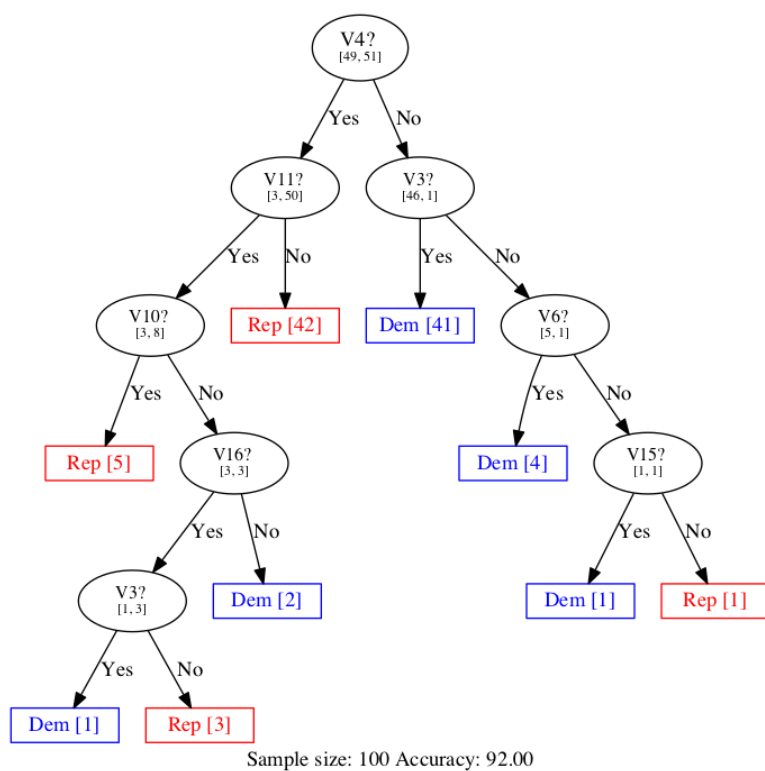 V4?
[49, 51]
Yes
No
V11?
[3, 50]
V3?
[46, 1]
Yes
No
Yes
No
V10?
[3, 8]
Rep [42]
Dem [41]
V6?
[5, 1]
Yes
No
Yes
No
Rep [5]
V16?
[3, 3]
Dem [4]
V15?
[1, 1]
Yes
No
Yes
No
V3?
[1, 3]
Dem [2]
Dem [1]
Rep [1]
Yes
No
Dem [1]
Rep [3]
Sample size: 100 Accuracy: 92.00